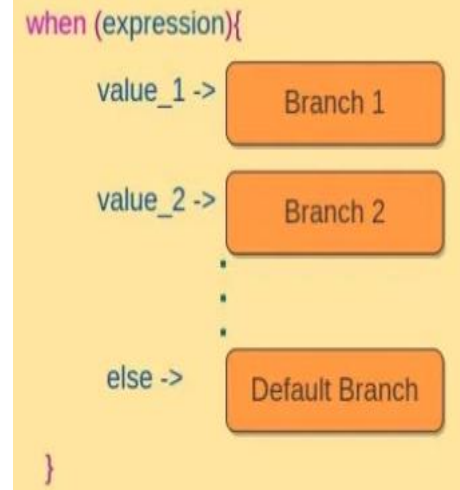 when (expression){
value_1 -> Branch 1
value_2 -> Branch 2
.
.
.
else -> Default Branch
}